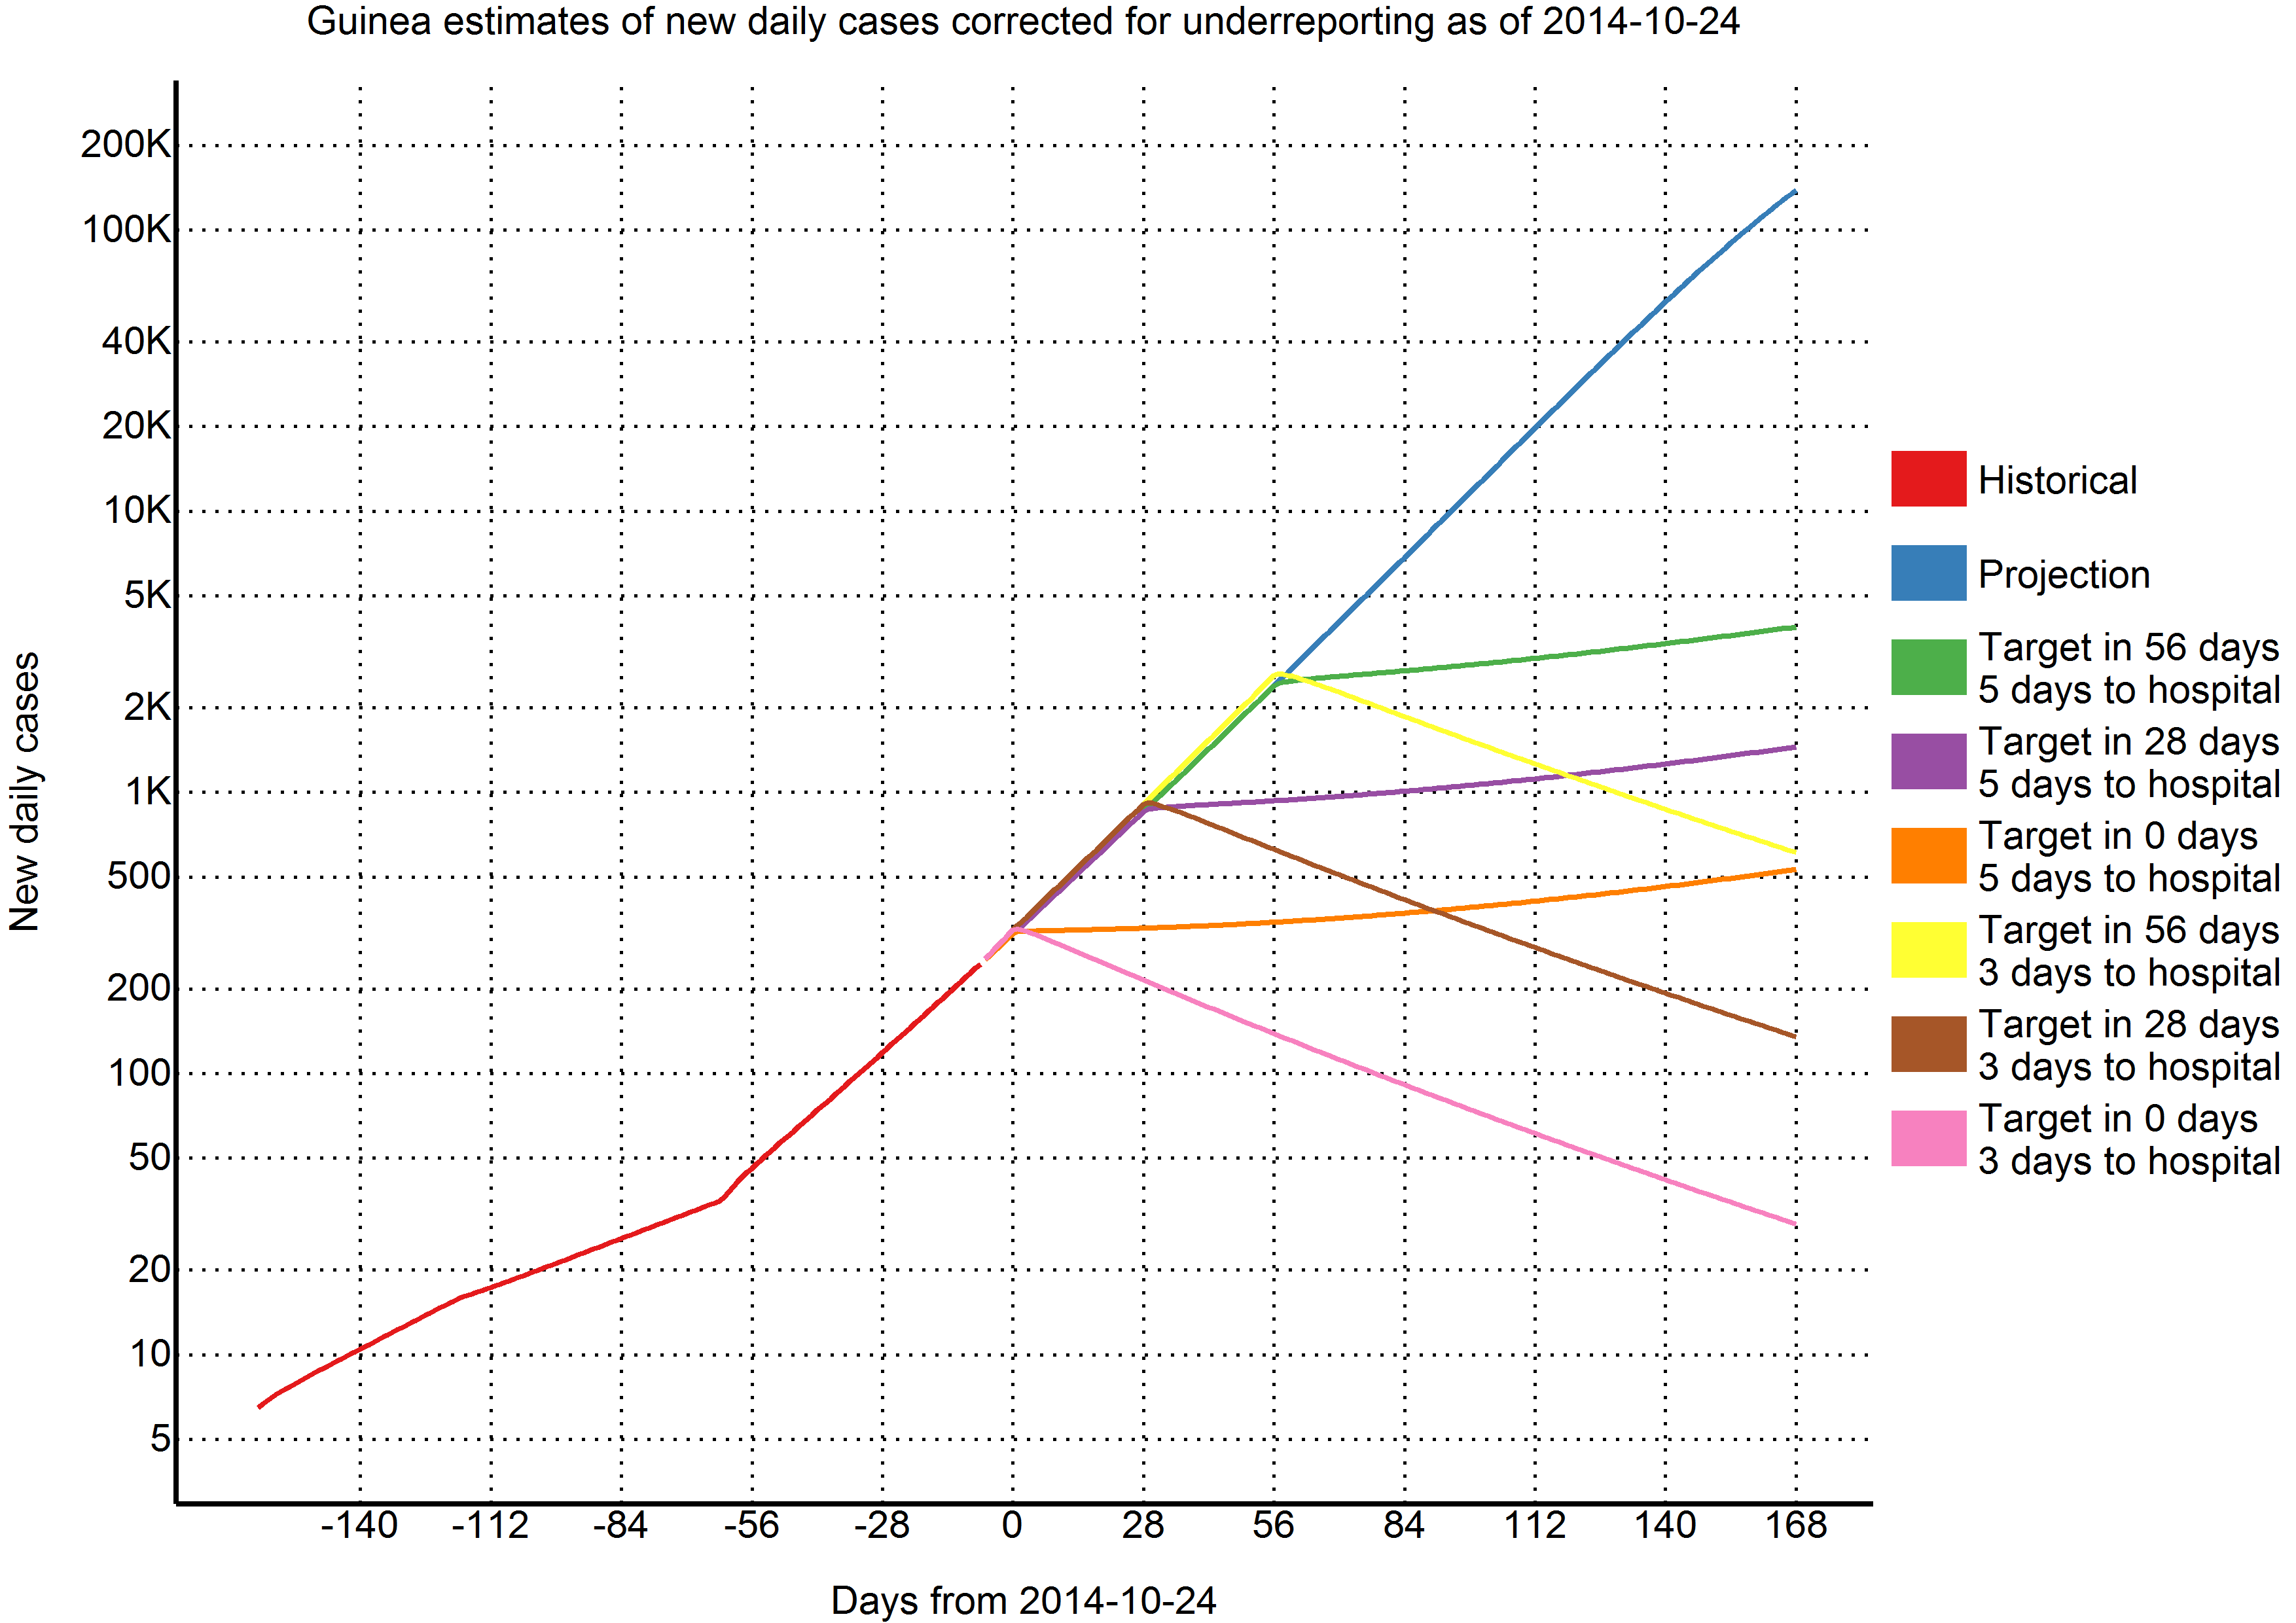 Guinea estimates of new daily cases corrected for underreporting as of 2014-10-24
New daily cases
200K
100K
40K
20K
10K
5K
2K
1K
500
200
100
50
20
10
5
-140 -112 -84 -56 -28 0 28 56 84 112 140 168
Days from 2014-10-24
Historical
Projection
Target in 56 days
5 days to hospital
Target in 28 days
5 days to hospital
Target in 0 days
5 days to hospital
Target in 56 days
3 days to hospital
Target in 28 days
3 days to hospital
Target in 0 days
3 days to hospital